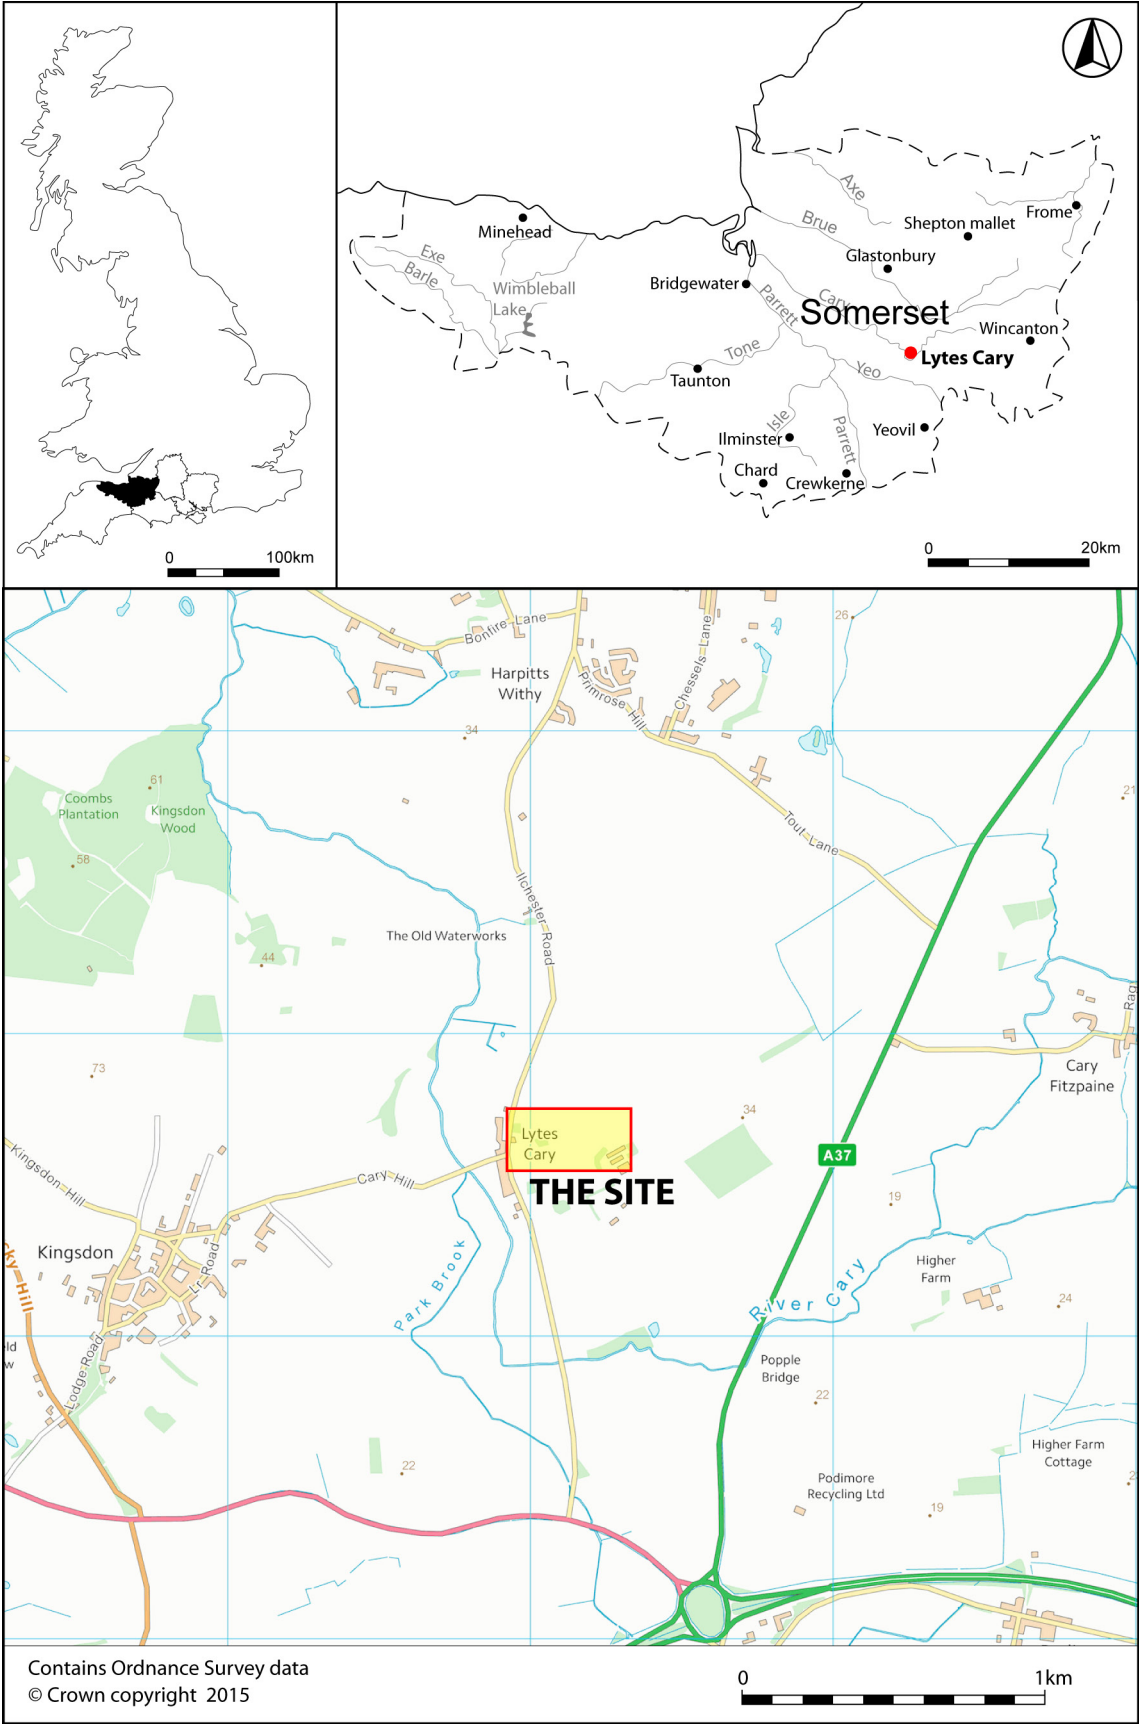 0 100km
Axe
Brue
Frome
Shepton mallet
Minehead
Glastonbury
Exe
Barle
Bridgewater
Wimbleball
Lake
Parrett
Cary
Somerset
Wincanton
Lytes Cary
Tone
Yeo
Taunton
Isle
Parrett
Ilminster
Yeovil
Chard
Crewkerne
0 20km
Bonfire Lane
26
Chessels Lane
Harpitts
Withy
Primrose Hill
34
61
Coombs
Plantation
Kingsdon
Wood
21
Tout Lane
58
Ilchester Road
The Old Waterworks
44
Rag
73
Cary
Fitzpaine
34
Lytes
Cary
A37
Kingsdon Hill
Cary Hill
THE SITE
19
Kingsdon
Park Brook
River Cary
Higher
Farm
24
Lodge Road
Popple
Bridge
22
Higher Farm
Cottage
22
Podimore
Recycling Ltd
19
Contains Ordnance Survey data
© Crown copyright 2015
0 1km